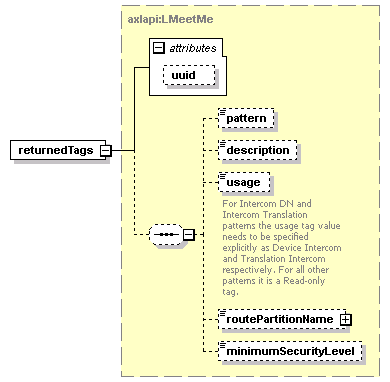 axlapi:LMeetMe
attributes
uuid
returnedTags
pattern
description
usage
For Intercom DN and
Intercom Translation
patterns the usage tag value
needs to be specified
explicitly as Device Intercom
and Translation Intercom
respectively. For all other
patterns it is a Read-only
tag.
routePartitionName
minimumSecurityLevel